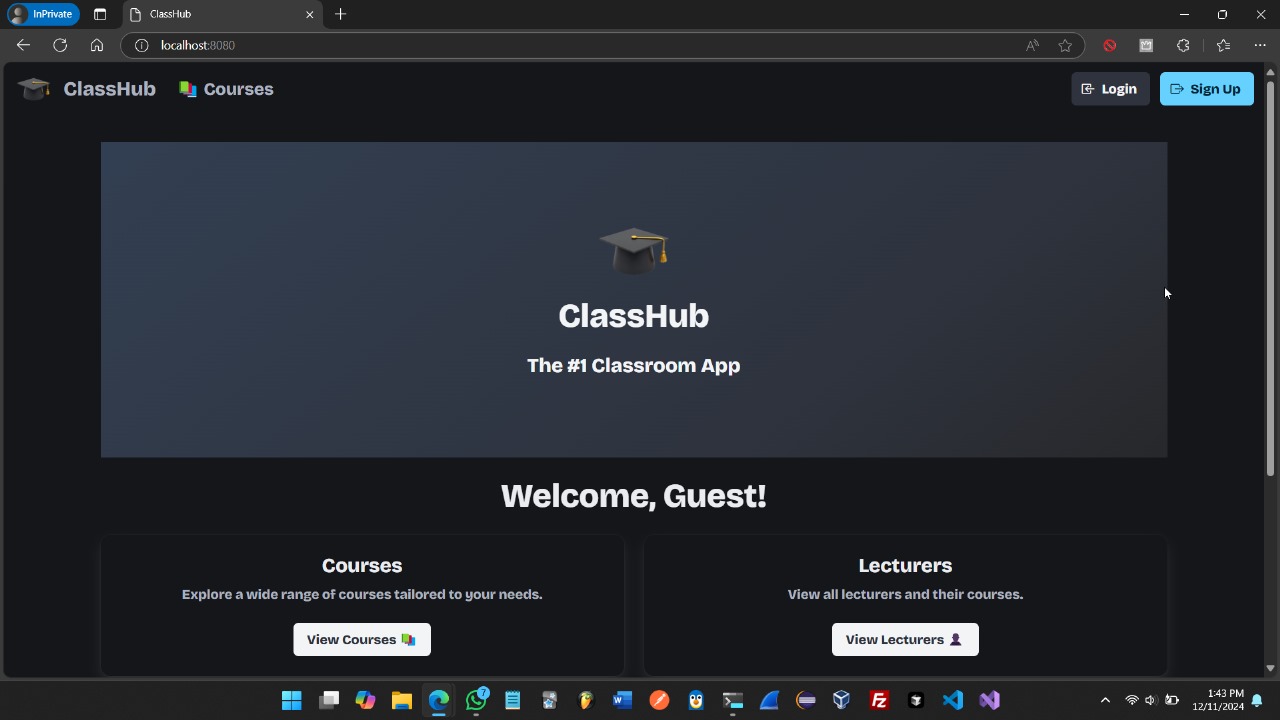 InPrivate
ClassHub
localhost:8080
ClassHub
Courses
Login
Sign Up
ClassHub
The #1 Classroom App
Welcome, Guest!
Courses
Explore a wide range of courses tailored to your needs.
View Courses
Lecturers
View all lecturers and their courses.
View Lecturers
7
1:43 PM
12/11/2024